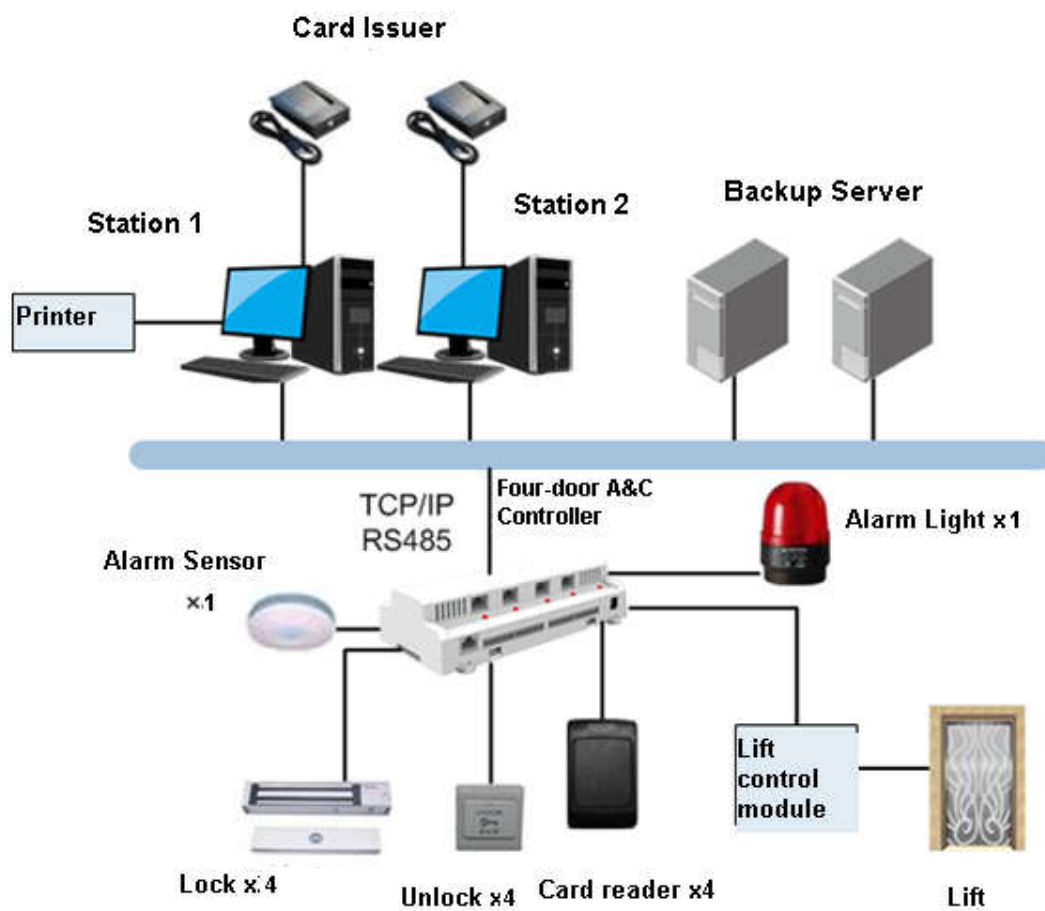 Card Issuer
Station 1
Station 2
Backup Server
Printer
TCP/IP
RS485
Four-door A&C
Controller
Alarm Light x1
Alarm Sensor
x1
Lift
control
module
Lock x4
Unlock x4
Card reader x4
Lift